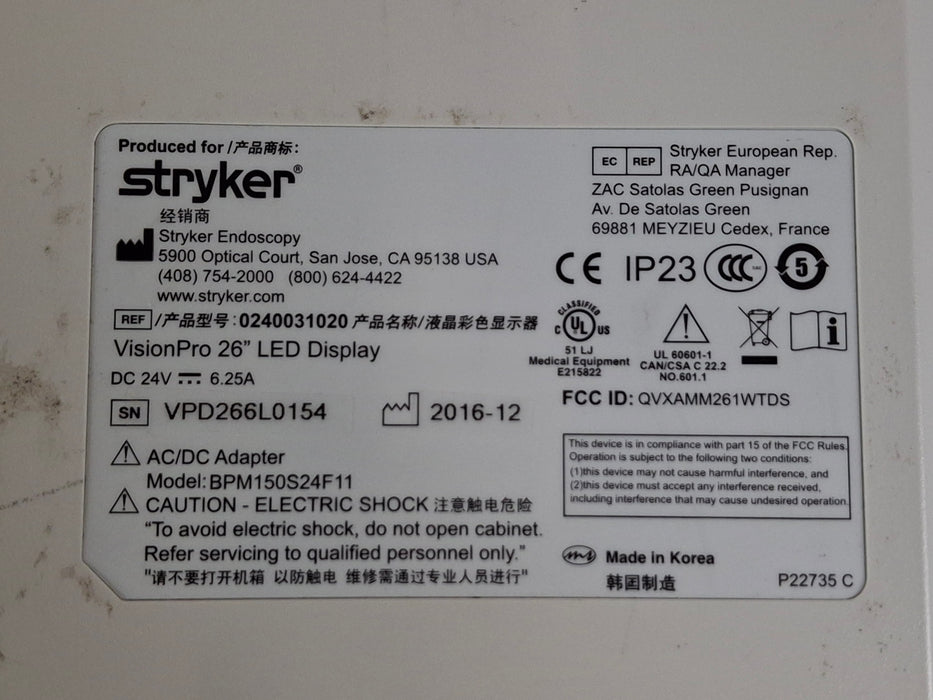 Produced for /产品商标:
stryker®
经销商
Stryker Endoscopy
5900 Optical Court, San Jose, CA 95138 USA
(408) 754-2000 (800) 624-4422
www.stryker.com
REF /产品型号: 0240031020 产品名称/液晶彩色显示器
VisionPro 26” LED Display
DC 24V 6.25A
SN VPD266L0154 2016-12
AC/DC Adapter
Model: BPM150S24F11
CAUTION - ELECTRIC SHOCK 注意触电危险
“To avoid electric shock, do not open cabinet.
Refer servicing to qualified personnel only.”
"请不要打开机箱 以防触电 维修需通过专业人员进行"
EC REP Stryker European Rep.
RA/QA Manager
ZAC Satolas Green Pusignan
Av. De Satolas Green
69881 MEYZIEU Cedex, France
CE IP23 CCC 5
CLASSIFIED
C UL US
51 LJ
Medical Equipment
E215822
UL 60601-1
CAN/CSA C 22.2
NO.601.1
FCC ID: QVXAMM261WTDS
This device is in compliance with part 15 of the FCC Rules.
Operation is subject to the following two conditions:
(1)this device may not cause harmful interference, and
(2)this device must accept any interference received,
including interference that may cause undesired operation.
Made in Korea
韩国制造
P22735 C